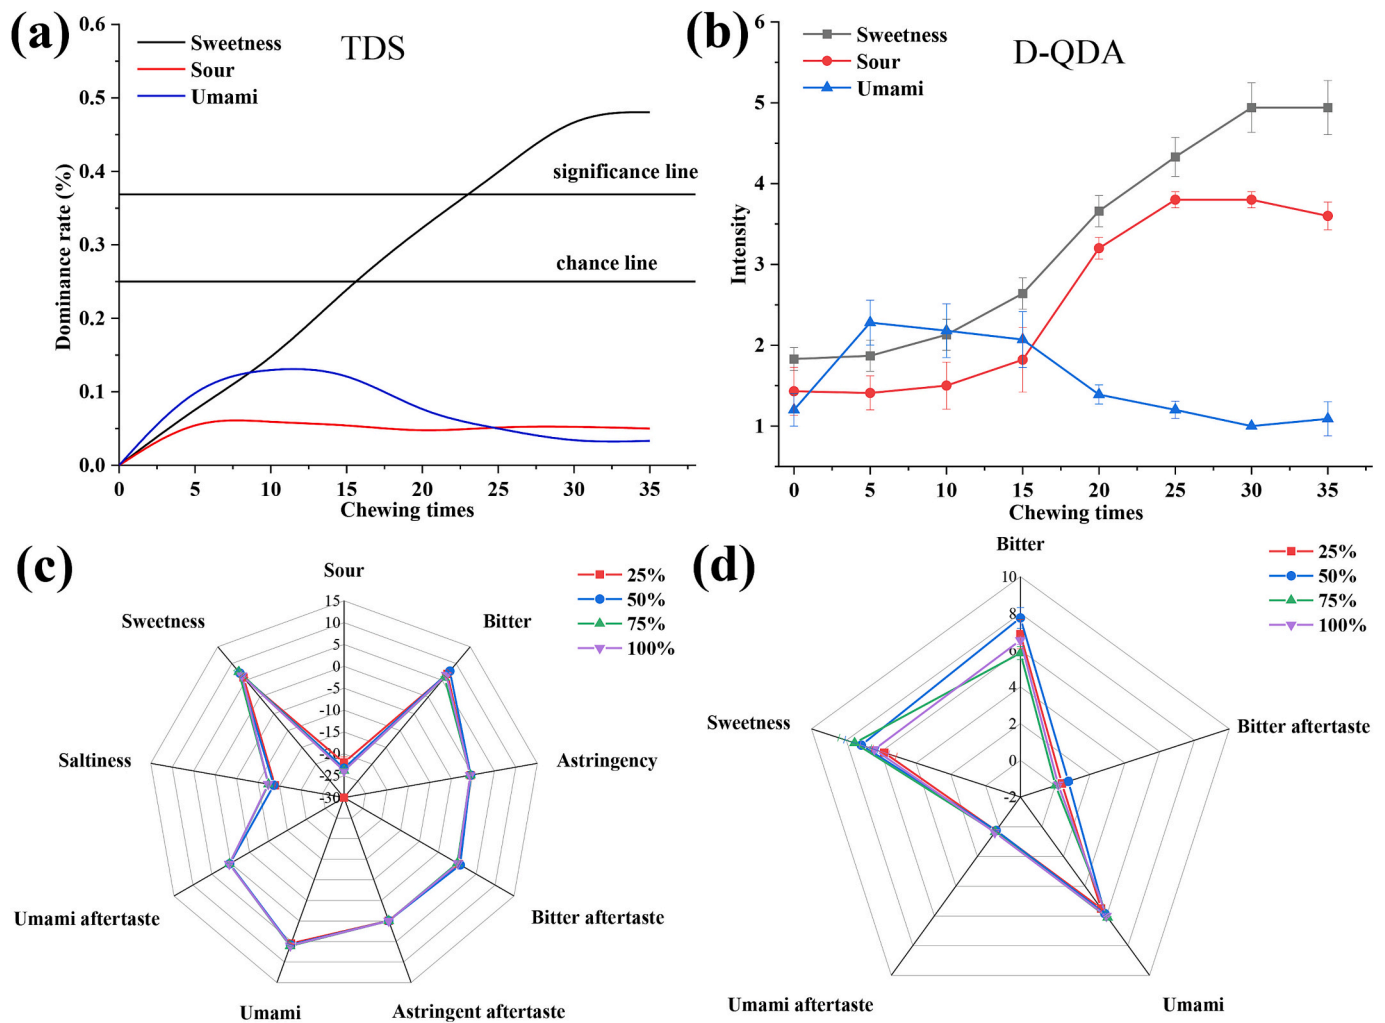 (a)
TDS
Sweetness
Sour
Umami
significance line
chance line
Dominance rate (%)
0.6
0.5
0.4
0.3
0.2
0.1
0.0
0 5 10 15 20 25 30 35
Chewing times
(b)
D-QDA
Sweetness
Sour
Umami
Intensity
6
5
4
3
2
1
0 5 10 15 20 25 30 35
Chewing times
(c)
25%
50%
75%
100%
Sour
Bitter
Astringency
Bitter aftertaste
Astringent aftertaste
Umami
Umami aftertaste
Saltiness
Sweetness
15
10
5
0
-5
-10
-15
-20
-25
-30
(d)
25%
50%
75%
100%
Bitter
Bitter aftertaste
Umami
Umami aftertaste
Sweetness
10
8
6
4
2
0
-2